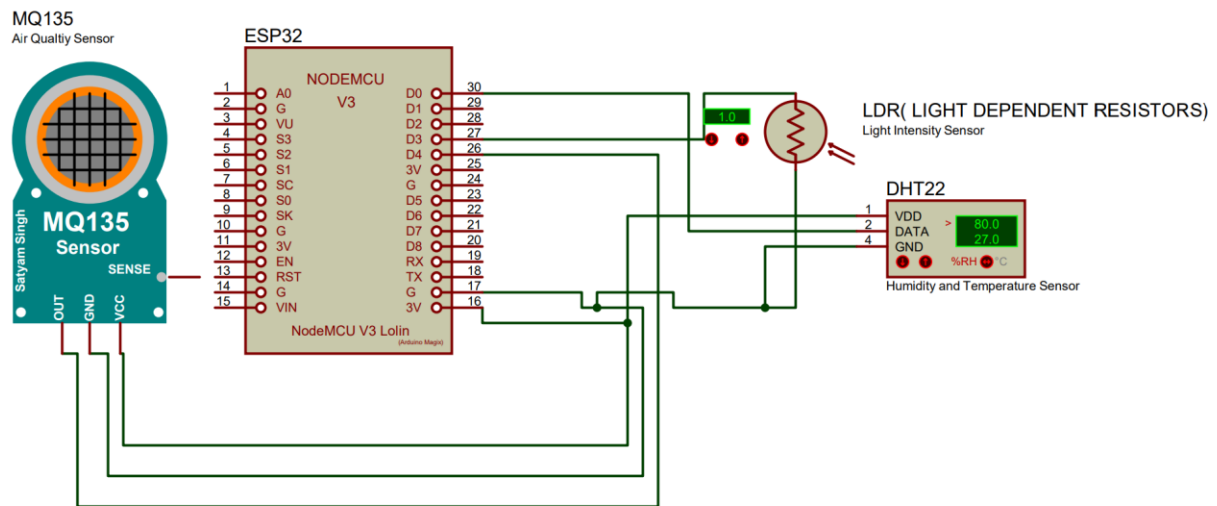 MQ135
Air Qualtiy Sensor
MQ135
Sensor
Satyam Singh
SENSE
OUT
GND
VCC
ESP32
NODEMCU
V3
1 A0
2 G
3 VU
4 S3
5 S2
6 S1
7 SC
8 S0
9 SK
10 G
11 3V
12 EN
13 RST
14 G
15 VIN
D0 30
D1 29
D2 28
D3 27
D4 26
3V 25
G 24
D5 23
D6 22
D7 21
D8 20
RX 19
TX 18
G 17
3V 16
NodeMCU V3 Lolin
(Arduino Magix)
1.0
LDR( LIGHT DEPENDENT RESISTORS)
Light Intensity Sensor
DHT22
1 VDD
2 DATA
4 GND
> 80.0
27.0
%RH °C
Humidity and Temperature Sensor